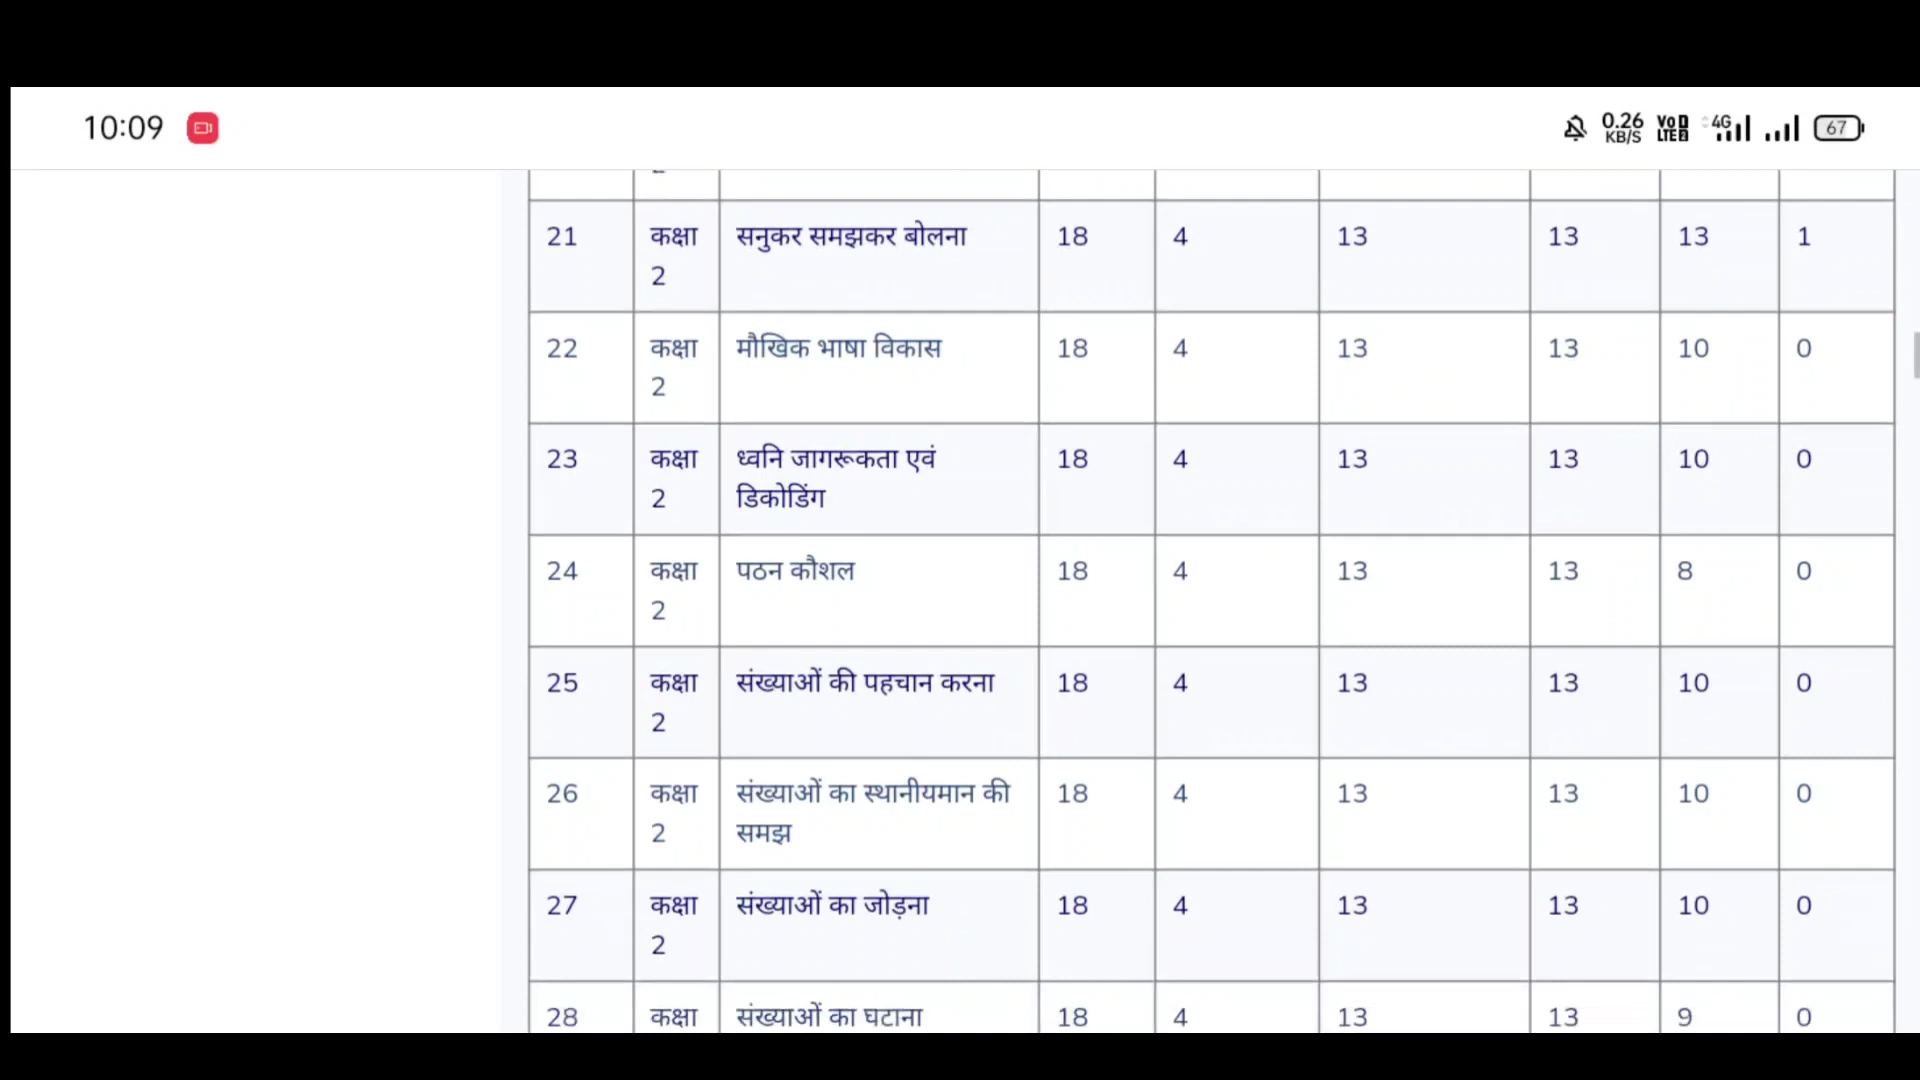 10:09 0.26 KB/S VoD LTE2 4G 67
21 कक्षा 2 सनुकर समझकर बोलना 18 4 13 13 13 1
22 कक्षा 2 मौखिक भाषा विकास 18 4 13 13 10 0
23 कक्षा 2 ध्वनि जागरूकता एवं डिकोडिंग 18 4 13 13 10 0
24 कक्षा 2 पठन कौशल 18 4 13 13 8 0
25 कक्षा 2 संख्याओं की पहचान करना 18 4 13 13 10 0
26 कक्षा 2 संख्याओं का स्थानीयमान की समझ 18 4 13 13 10 0
27 कक्षा 2 संख्याओं का जोड़ना 18 4 13 13 10 0
28 कक्षा संख्याओं का घटाना 18 4 13 13 9 0